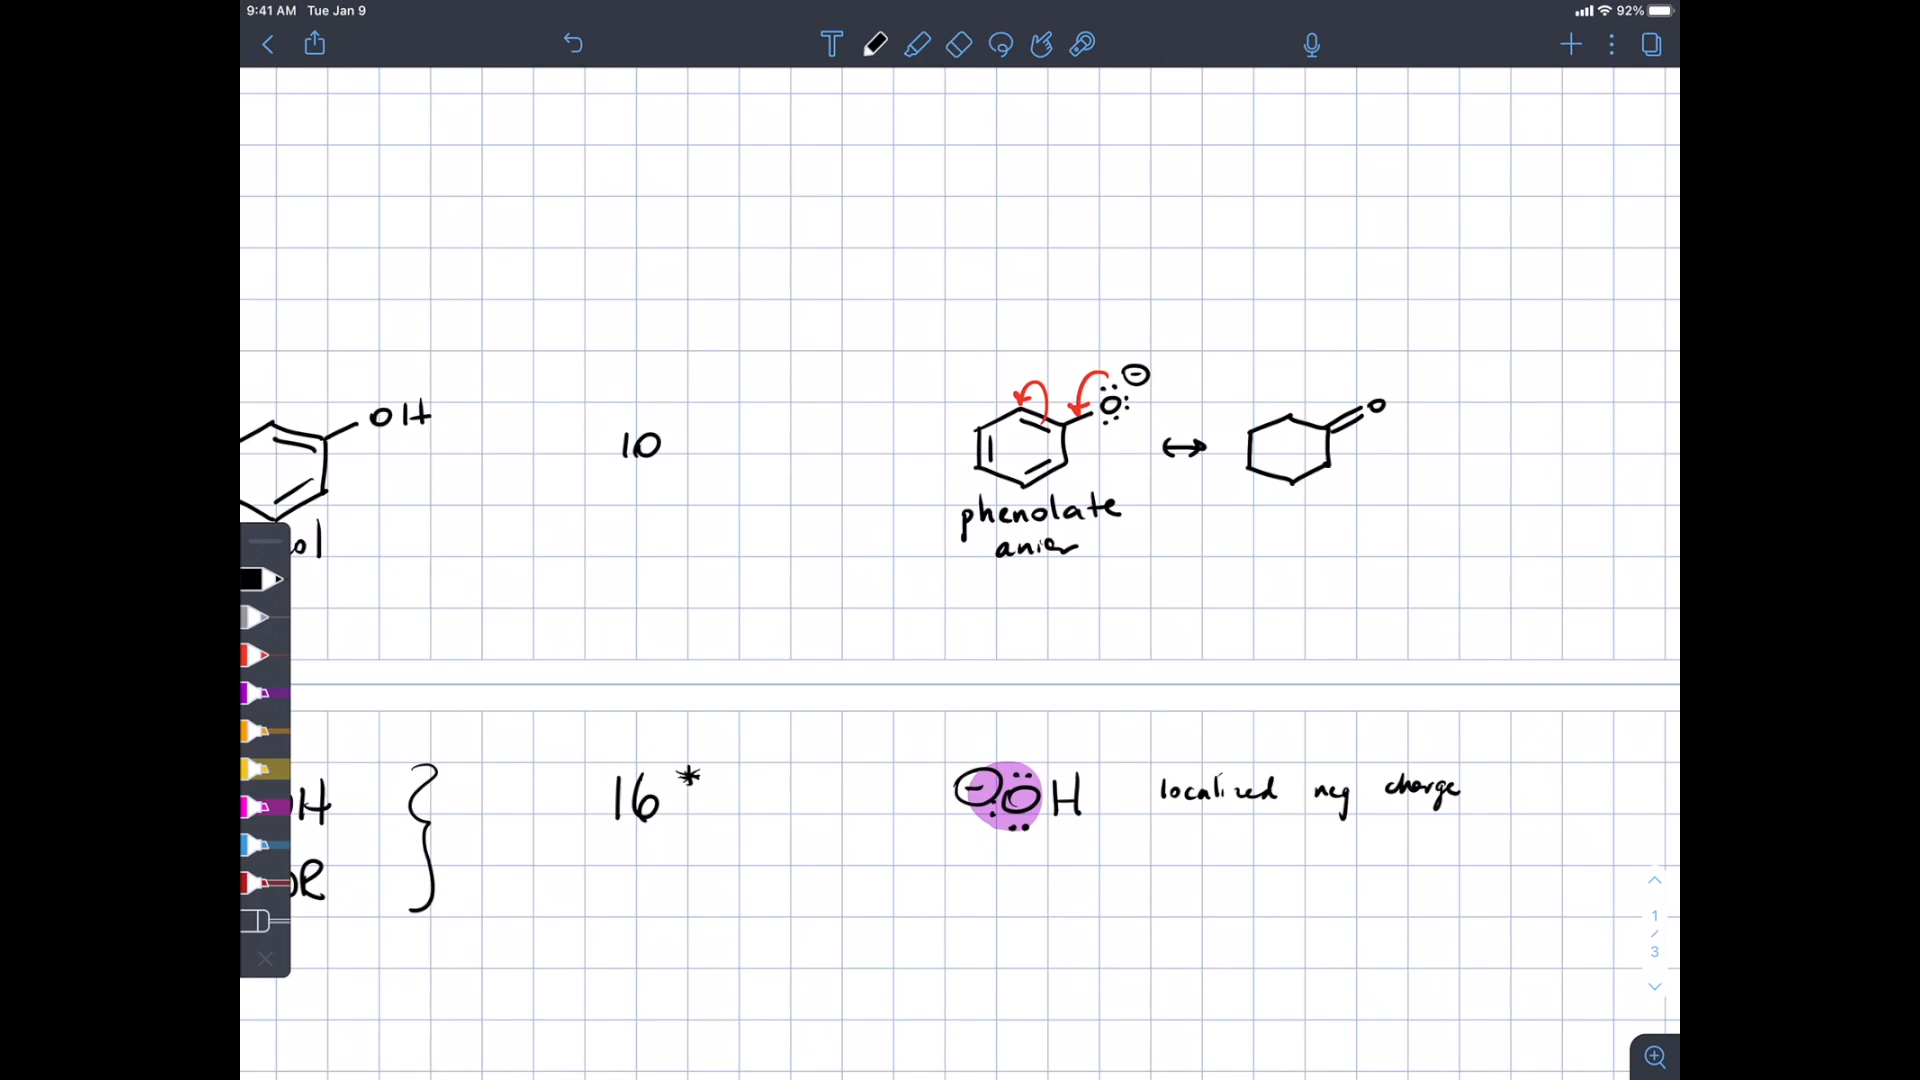 9:41 AM Tue Jan 9
92%
OH
10
O
O
phenolate
anion
ol
H
16*
OH localized neg charge
OR
1
/
3